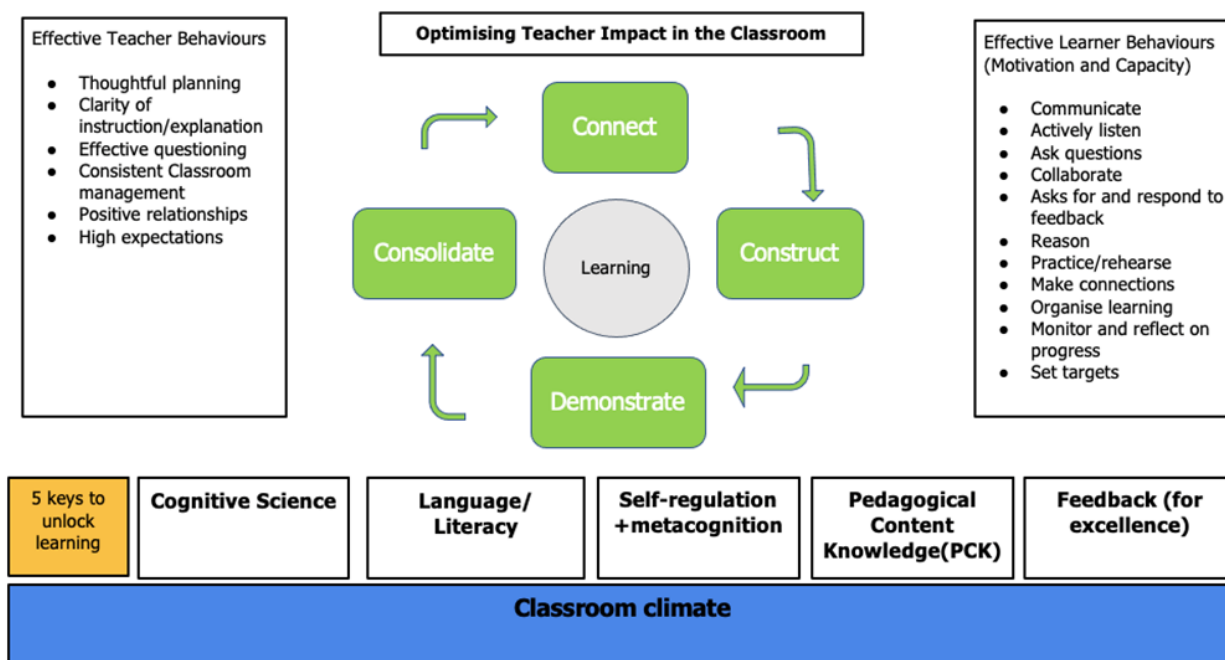 Effective Teacher Behaviours
● Thoughtful planning
● Clarity of
instruction/explanation
● Effective questioning
● Consistent Classroom
management
● Positive relationships
● High expectations
Optimising Teacher Impact in the Classroom
Connect
Consolidate
Learning
Construct
Demonstrate
Effective Learner Behaviours
(Motivation and Capacity)
● Communicate
● Actively listen
● Ask questions
● Collaborate
● Asks for and respond to
feedback
● Reason
● Practice/rehearse
● Make connections
● Organise learning
● Monitor and reflect on
progress
● Set targets
5 keys to
unlock
learning
Cognitive Science
Language/
Literacy
Self-regulation
+metacognition
Pedagogical
Content
Knowledge(PCK)
Feedback (for
excellence)
Classroom climate